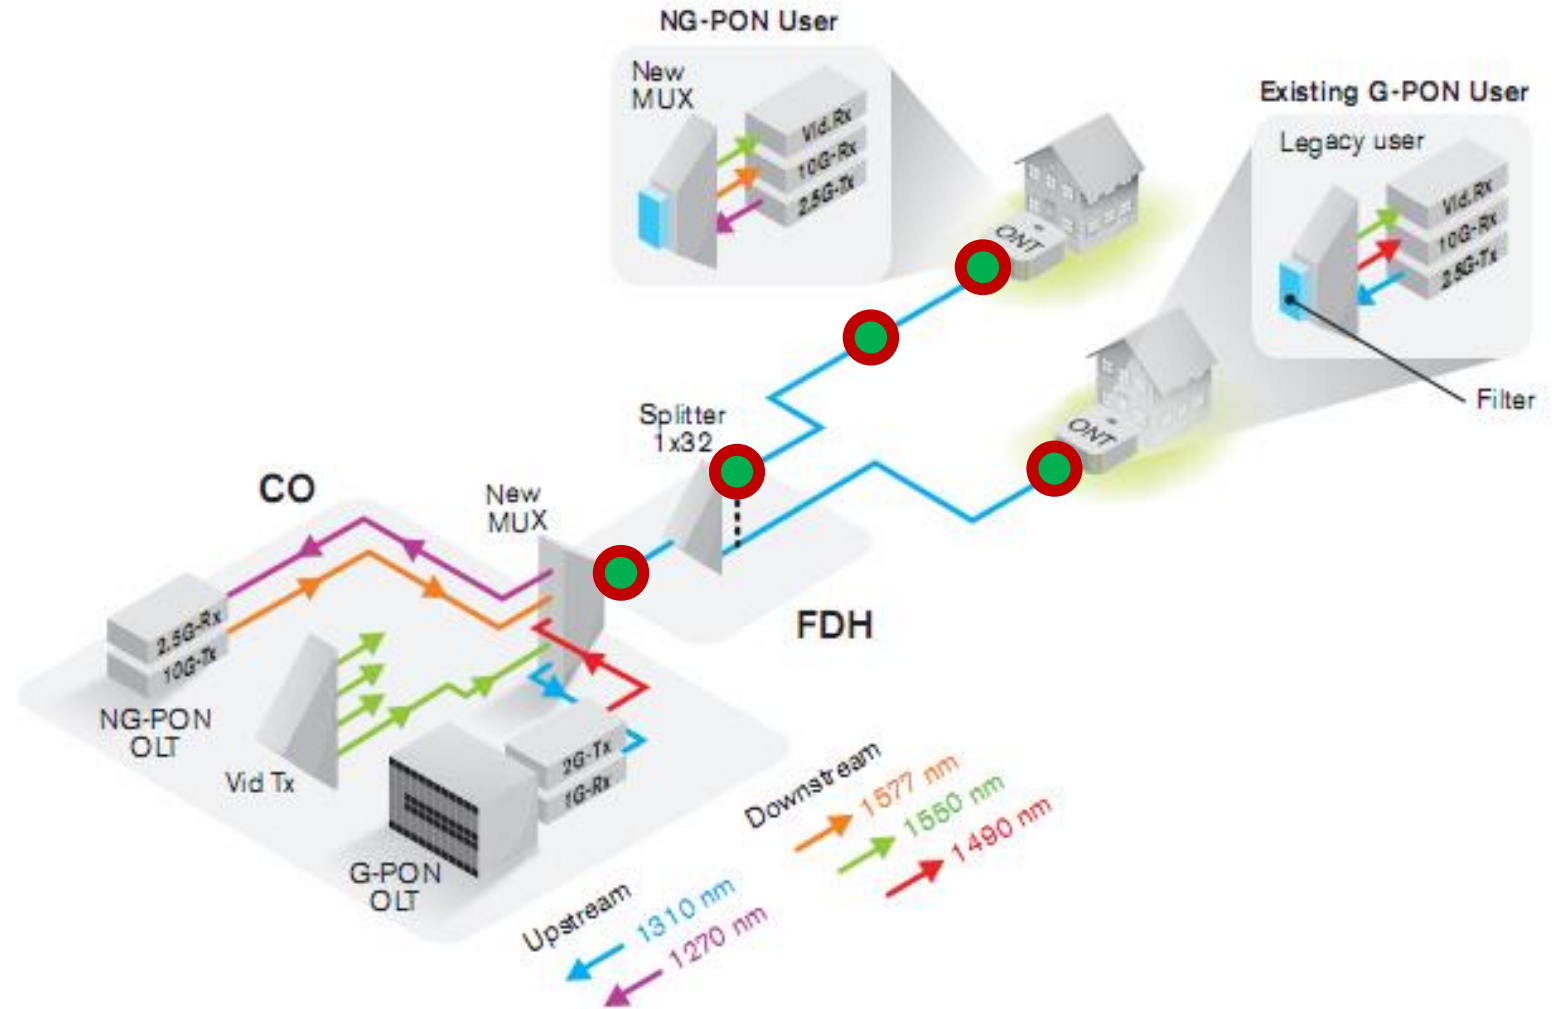 NG-PON User
New
MUX
Vid.Rx
10G-Rx
2.5G-Tx
Existing G-PON User
Legacy user
Vid.Rx
10G-Rx
2.5G-Tx
ONT
Filter
ONT
Splitter
1x32
CO
New
MUX
FDH
2.5G-Rx
10G-Tx
NG-PON
OLT
Vid Tx
2G-Tx
1G-Rx
G-PON
OLT
Downstream
1577 nm
1550 nm
1490 nm
Upstream
1310 nm
1270 nm